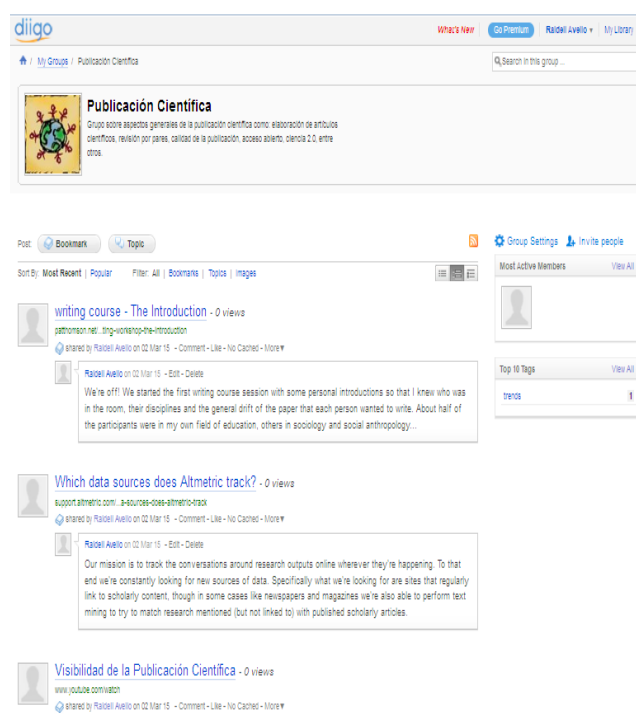 diigo
What's New Go Premium Raidell Avello ▾ My Library
/ My Groups / Publicación Científica
Search in this group ...
Publicación Científica
Grupo sobre aspectos generales de la publicación científica como: elaboración de artículos
científicos, revisión por pares, calidad de la publicación, acceso abierto, ciencia 2.0, entre
otros.
Post: Bookmark Topic
Group Settings Invite people
Sort By: Most Recent | Popular Filter: All | Bookmarks | Topics | Images
Most Active Members View All
writing course - The Introduction - 0 views
patthomson.net/...ting-workshop-the-introduction
shared by Raidell Avello on 02 Mar 15 - Comment - Like - No Cached - More▼
Raidell Avello on 02 Mar 15 - Edit - Delete
We're off! We started the first writing course session with some personal introductions so that I knew who was
in the room, their disciplines and the general drift of the paper that each person wanted to write. About half of
the participants were in my own field of education, others in sociology and social anthropology...
Top 10 Tags View All
trends 1
Which data sources does Altmetric track? - 0 views
support.altmetric.com/...a-sources-does-altmetric-track
shared by Raidell Avello on 02 Mar 15 - Comment - Like - No Cached - More▼
Raidell Avello on 02 Mar 15 - Edit - Delete
Our mission is to track the conversations around research outputs online wherever they're happening. To that
end we're constantly looking for new sources of data. Specifically what we're looking for are sites that regularly
link to scholarly content, though in some cases like newspapers and magazines we're also able to perform text
mining to try to match research mentioned (but not linked to) with published scholarly articles.
Visibilidad de la Publicación Científica - 0 views
www.youtube.com/watch
shared by Raidell Avello on 02 Mar 15 - Comment - Like - No Cached - More▼